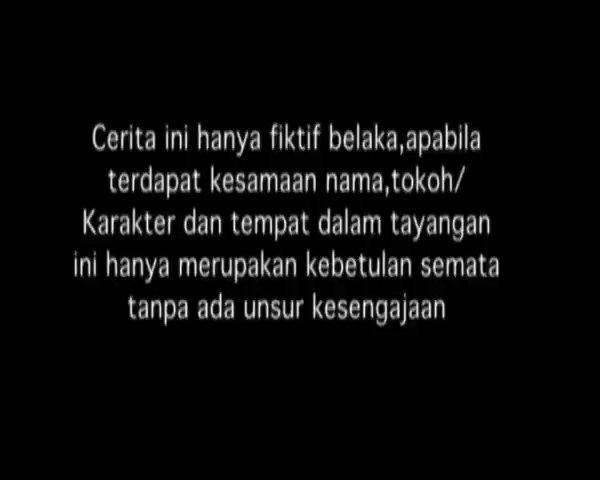 Cerita ini hanya fiktif belaka,apabila
terdapat kesamaan nama,tokoh/
Karakter dan tempat dalam tayangan
ini hanya merupakan kebetulan semata
tanpa ada unsur kesengajaan